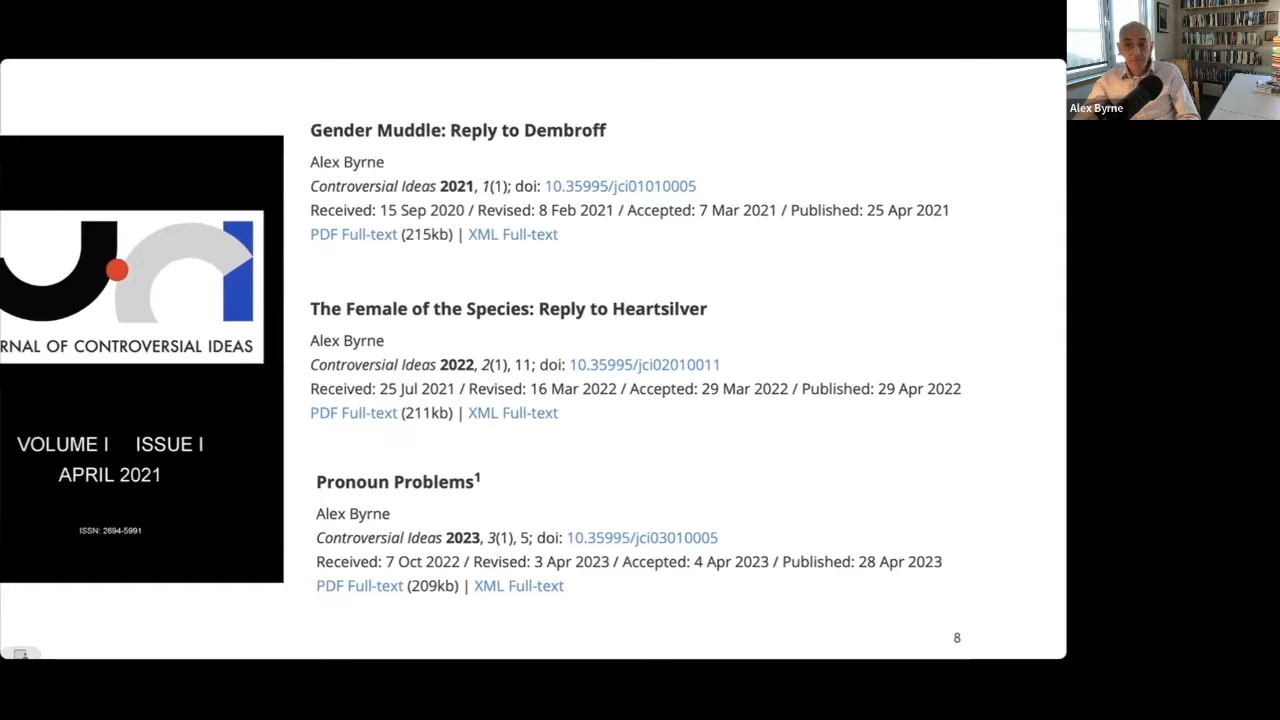 Alex Byrne
Gender Muddle: Reply to Dembroff
Alex Byrne
Controversial Ideas 2021, 1(1); doi: 10.35995/jci01010005
Received: 15 Sep 2020 / Revised: 8 Feb 2021 / Accepted: 7 Mar 2021 / Published: 25 Apr 2021
PDF Full-text (215kb) | XML Full-text
The Female of the Species: Reply to Heartsilver
Alex Byrne
Controversial Ideas 2022, 2(1), 11; doi: 10.35995/jci02010011
Received: 25 Jul 2021 / Revised: 16 Mar 2022 / Accepted: 29 Mar 2022 / Published: 29 Apr 2022
PDF Full-text (211kb) | XML Full-text
Pronoun Problems¹
Alex Byrne
Controversial Ideas 2023, 3(1), 5; doi: 10.35995/jci03010005
Received: 7 Oct 2022 / Revised: 3 Apr 2023 / Accepted: 4 Apr 2023 / Published: 28 Apr 2023
PDF Full-text (209kb) | XML Full-text
RNAL OF CONTROVERSIAL IDEAS
VOLUME I ISSUE I
APRIL 2021
ISSN: 2694-5991
8